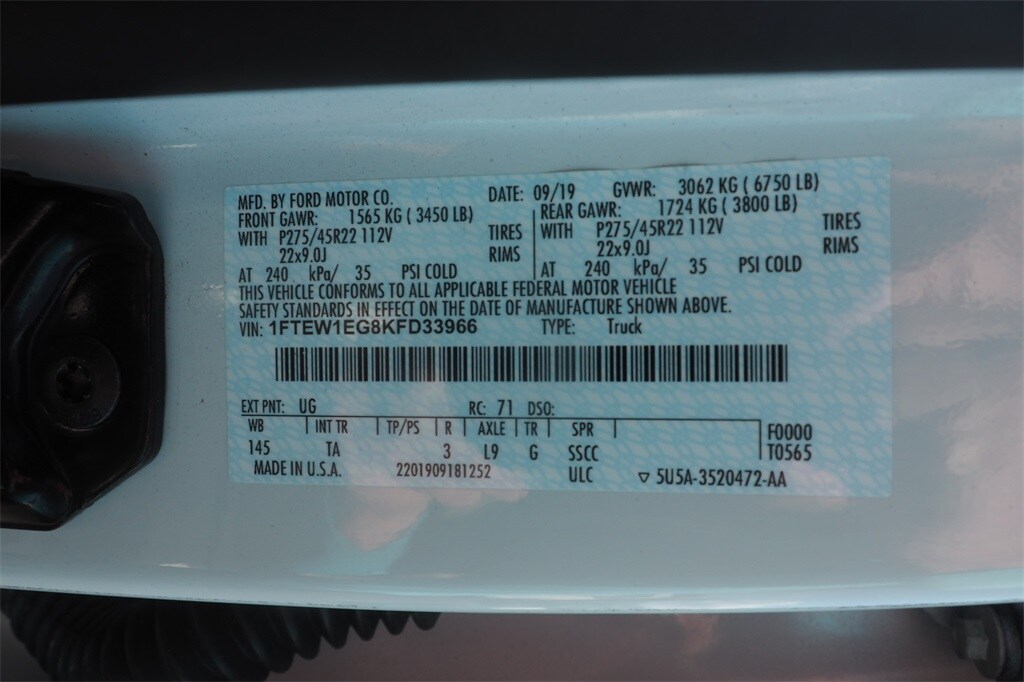 MFD. BY FORD MOTOR CO. DATE: 09/19 GVWR: 3062 KG ( 6750 LB)
FRONT GAWR: 1565 KG ( 3450 LB) REAR GAWR: 1724 KG ( 3800 LB)
WITH P275/45R22 112V TIRES WITH P275/45R22 112V TIRES
22x9.0J RIMS 22x9.0J RIMS
AT 240 kPa/ 35 PSI COLD AT 240 kPa/ 35 PSI COLD
THIS VEHICLE CONFORMS TO ALL APPLICABLE FEDERAL MOTOR VEHICLE
SAFETY STANDARDS IN EFFECT ON THE DATE OF MANUFACTURE SHOWN ABOVE.
VIN: 1FTEW1EG8KFD33966 TYPE: Truck
EXT PNT: UG RC: 71 DSO:
WB INT TR TP/PS R AXLE TR SPR F0000
145 TA 3 L9 G SSCC T0565
MADE IN U.S.A. 2201909181252 ULC ▽ 5U5A-3520472-AA